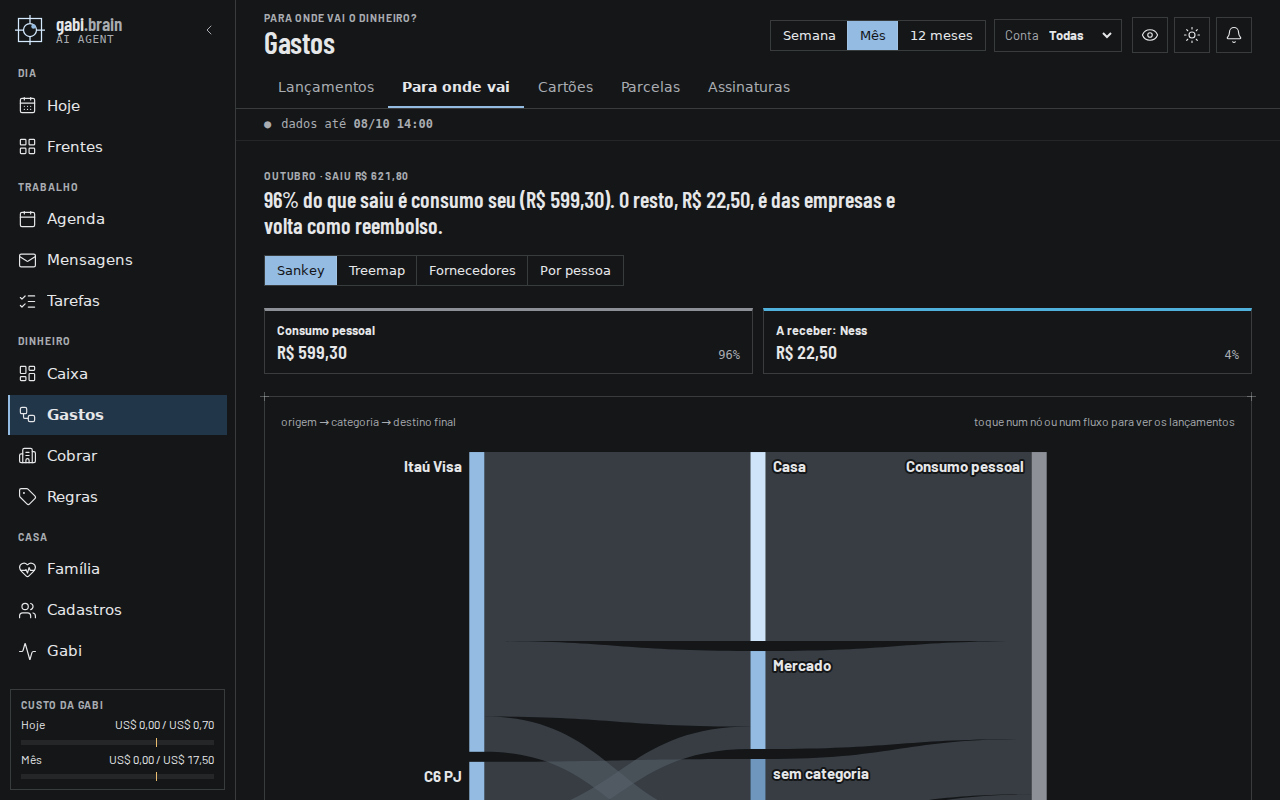 gabi.brain
AI AGENT
DIA
Hoje
Frentes
TRABALHO
Agenda
Mensagens
Tarefas
DINHEIRO
Caixa
Gastos
Cobrar
Regras
CASA
Família
Cadastros
Gabi
CUSTO DA GABI
Hoje US$ 0,00 / US$ 0,70
Mês US$ 0,00 / US$ 17,50
PARA ONDE VAI O DINHEIRO?
Gastos
Semana Mês 12 meses Conta Todas
Lançamentos Para onde vai Cartões Parcelas Assinaturas
dados até 08/10 14:00
OUTUBRO · SAIU R$ 621,80
96% do que saiu é consumo seu (R$ 599,30). O resto, R$ 22,50, é das empresas e
volta como reembolso.
Sankey Treemap Fornecedores Por pessoa
Consumo pessoal
R$ 599,30 96%
A receber: Ness
R$ 22,50 4%
origem → categoria → destino final toque num nó ou num fluxo para ver os lançamentos
Itaú Visa Casa Consumo pessoal
Mercado
C6 PJ sem categoria